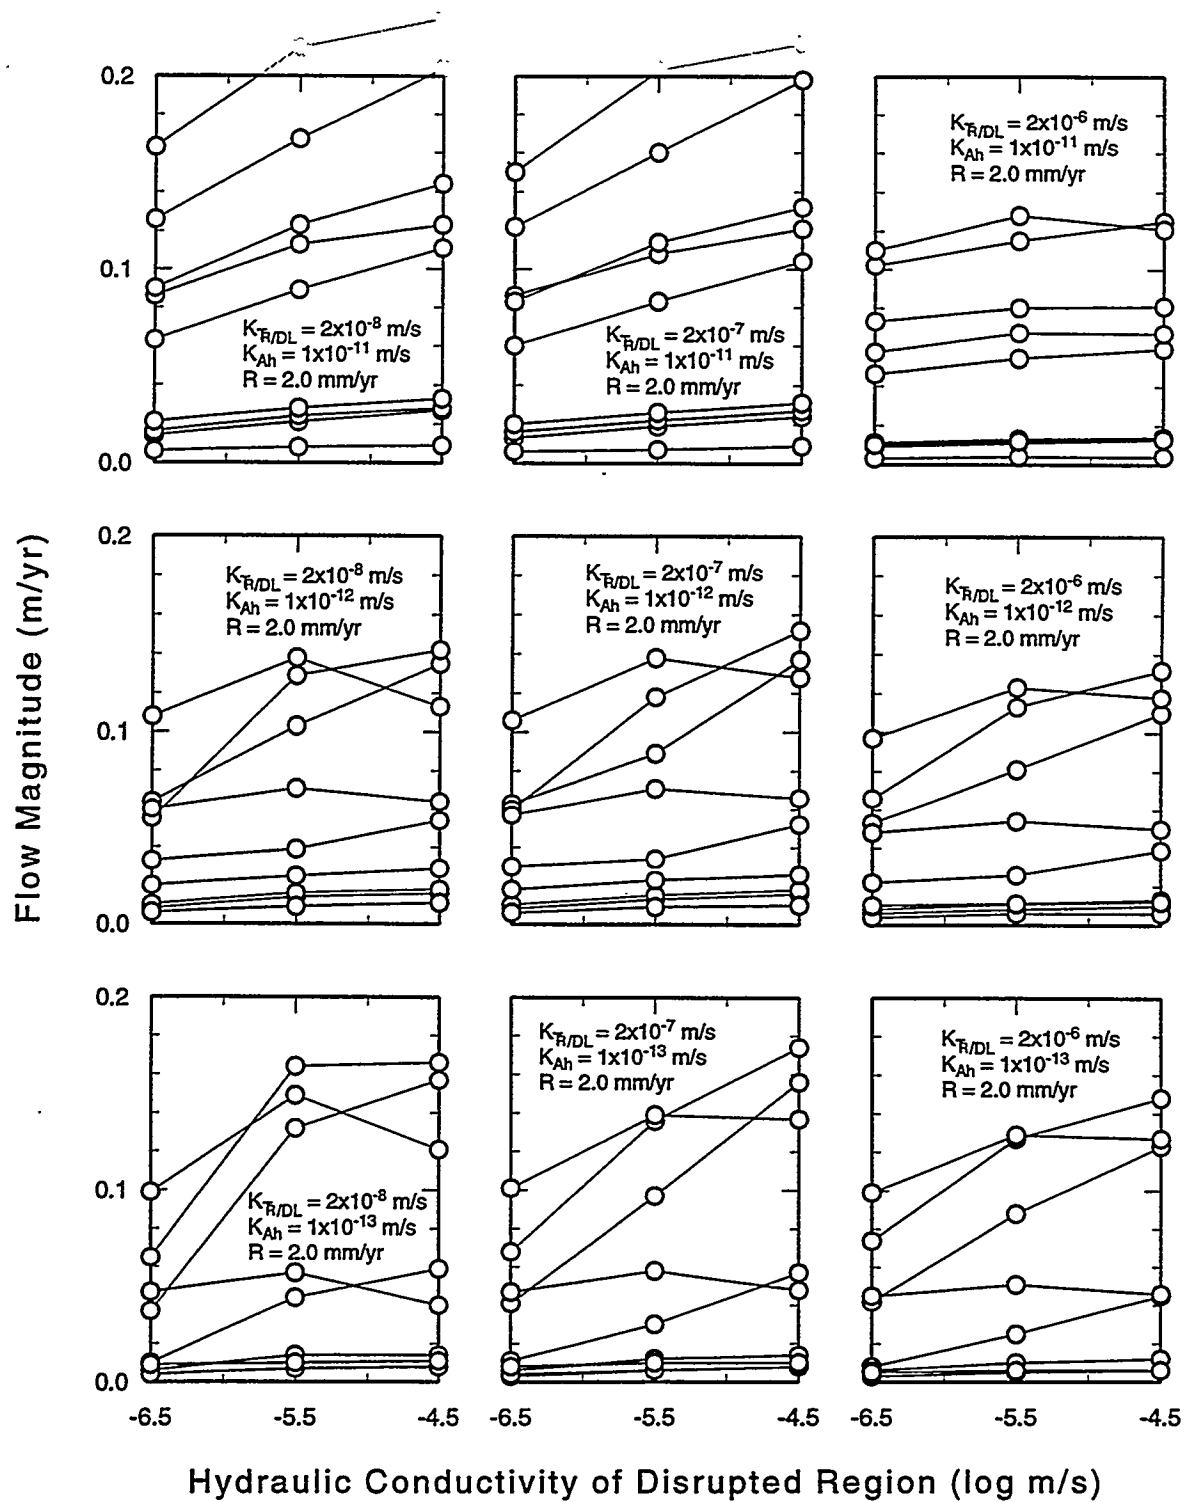 0.2
0.1
0.0
K_TR/DL = 2x10⁻⁸ m/s
K_Ah = 1x10⁻¹¹ m/s
R = 2.0 mm/yr
K_TR/DL = 2x10⁻⁷ m/s
K_Ah = 1x10⁻¹¹ m/s
R = 2.0 mm/yr
K_TR/DL = 2x10⁻⁶ m/s
K_Ah = 1x10⁻¹¹ m/s
R = 2.0 mm/yr
Flow Magnitude (m/yr)
0.2
0.1
0.0
K_TR/DL = 2x10⁻⁸ m/s
K_Ah = 1x10⁻¹² m/s
R = 2.0 mm/yr
K_TR/DL = 2x10⁻⁷ m/s
K_Ah = 1x10⁻¹² m/s
R = 2.0 mm/yr
K_TR/DL = 2x10⁻⁶ m/s
K_Ah = 1x10⁻¹² m/s
R = 2.0 mm/yr
0.2
0.1
0.0
K_TR/DL = 2x10⁻⁸ m/s
K_Ah = 1x10⁻¹³ m/s
R = 2.0 mm/yr
K_TR/DL = 2x10⁻⁷ m/s
K_Ah = 1x10⁻¹³ m/s
R = 2.0 mm/yr
K_TR/DL = 2x10⁻⁶ m/s
K_Ah = 1x10⁻¹³ m/s
R = 2.0 mm/yr
-6.5 -5.5 -4.5 -6.5 -5.5 -4.5 -6.5 -5.5 -4.5
Hydraulic Conductivity of Disrupted Region (log m/s)